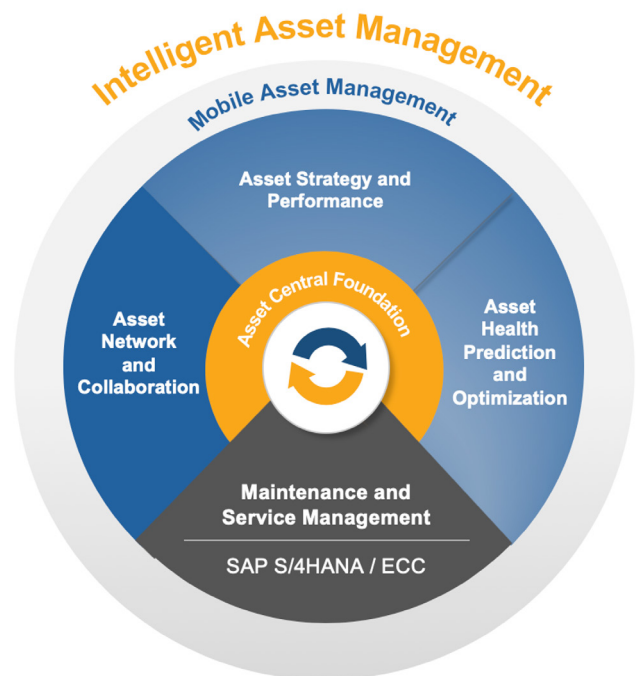 Intelligent Asset Management
Mobile Asset Management
Asset Strategy and
Performance
Asset Central Foundation
Asset
Network
and
Collaboration
Asset
Health
Prediction
and
Optimization
Maintenance and
Service Management
SAP S/4HANA / ECC